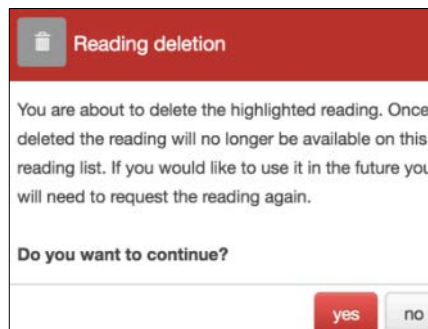 Reading deletion
You are about to delete the highlighted reading. Once
deleted the reading will no longer be available on this
reading list. If you would like to use it in the future you
will need to request the reading again.
Do you want to continue?
yes no